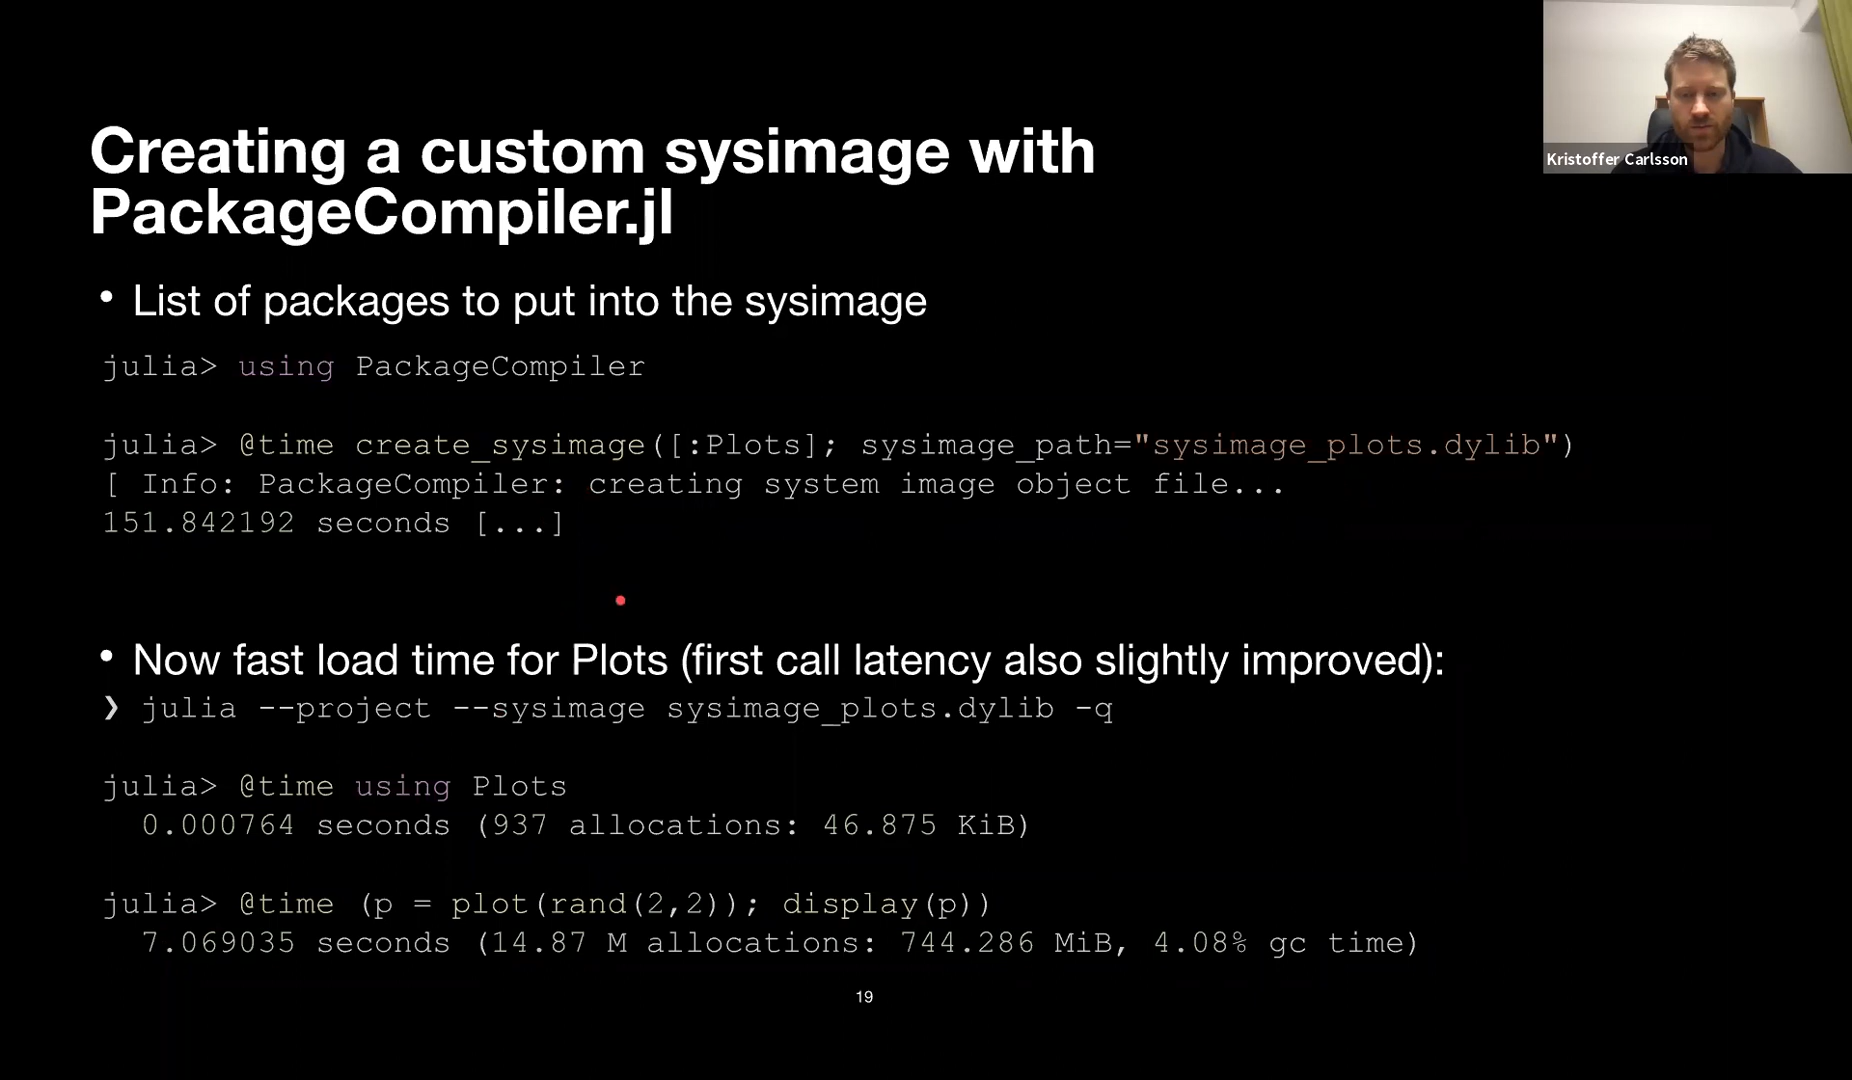 Creating a custom sysimage with
PackageCompiler.jl
Kristoffer Carlsson
• List of packages to put into the sysimage
julia> using PackageCompiler
julia> @time create_sysimage([:Plots]; sysimage_path="sysimage_plots.dylib")
[ Info: PackageCompiler: creating system image object file...
151.842192 seconds [...]
• Now fast load time for Plots (first call latency also slightly improved):
❯ julia --project --sysimage sysimage_plots.dylib -q
julia> @time using Plots
0.000764 seconds (937 allocations: 46.875 KiB)
julia> @time (p = plot(rand(2,2)); display(p))
7.069035 seconds (14.87 M allocations: 744.286 MiB, 4.08% gc time)
19